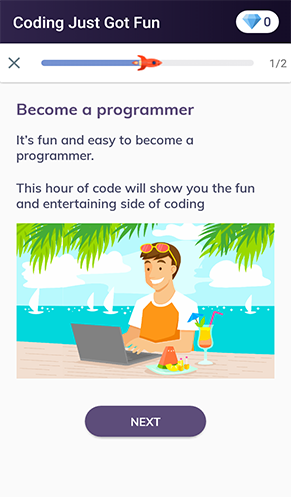 Coding Just Got Fun
0
1/2
Become a programmer
It's fun and easy to become a
programmer.
This hour of code will show you the fun
and entertaining side of coding
NEXT